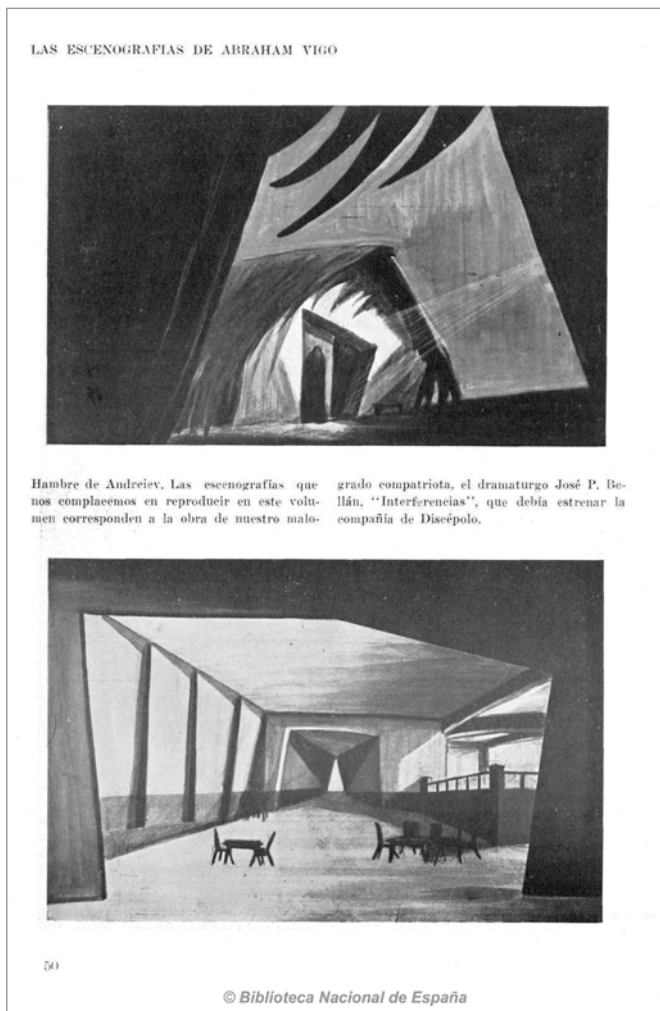 LAS ESCENOGRAFIAS DE ABRAHAM VIGO
Hambre de Andreiev. Las escenografías que
nos complacemos en reproducir en este volu-
men corresponden a la obra de nuestro malo-
grado compatriota, el dramaturgo José P. Be-
llán, "Interferencias", que debía estrenar la
compañía de Discépolo.
50
© Biblioteca Nacional de España